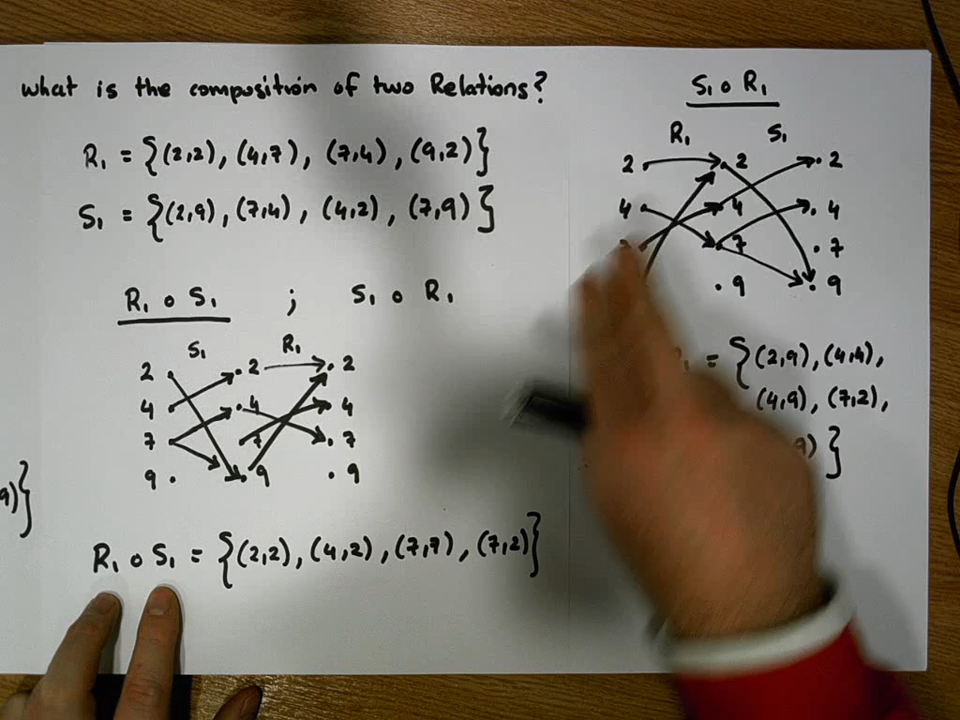 what is the composition of two Relations?
R₁ = {(2,2), (4,7), (7,4), (9,2)}
S₁ = {(2,9), (7,4), (4,2), (7,9)}
R₁ ∘ S₁ ; S₁ ∘ R₁
S₁ R₁
2 2 2
4 4 4
7 7 7
9 9 9
9)}
R₁ ∘ S₁ = {(2,2), (4,2), (7,7), (7,2)}
S₁ ∘ R₁
R₁ S₁
2 2 2
4 4 4
7 7
9 9
₁ = {(2,9), (4,4),
(4,9), (7,2),
9)}